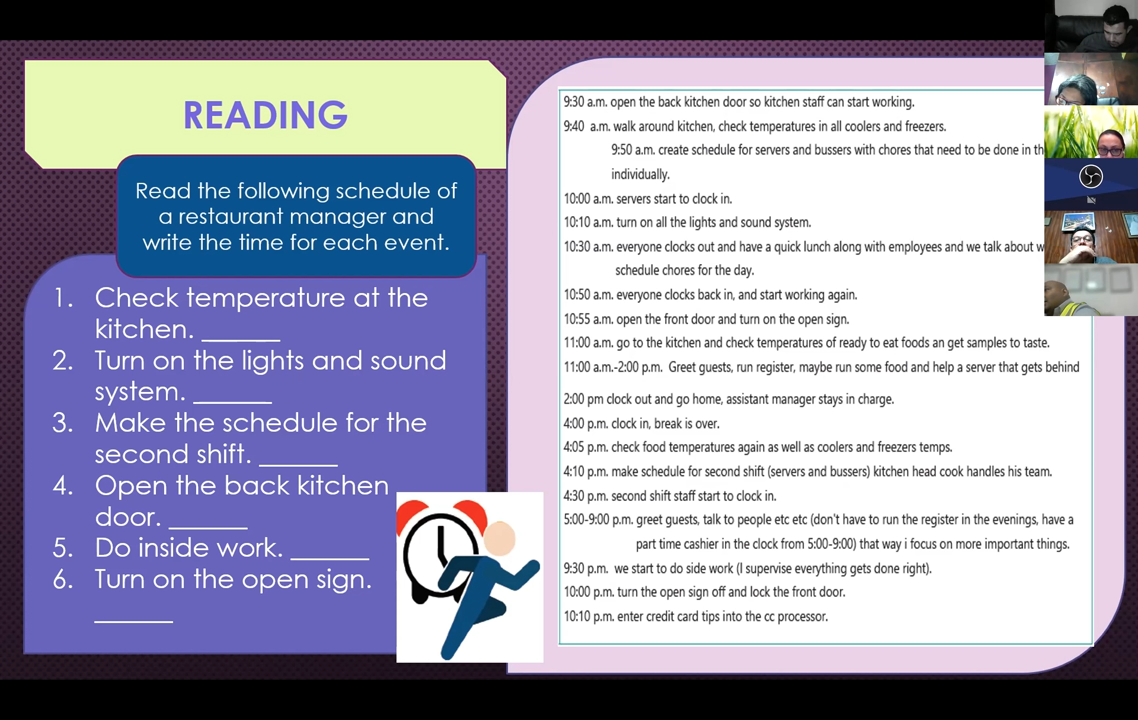 READING
Read the following schedule of
a restaurant manager and
write the time for each event.
1. Check temperature at the
kitchen. ______
2. Turn on the lights and sound
system. ______
3. Make the schedule for the
second shift. ______
4. Open the back kitchen
door. ______
5. Do inside work. ______
6. Turn on the open sign.
______
9:30 a.m. open the back kitchen door so kitchen staff can start working.
9:40 a.m. walk around kitchen, check temperatures in all coolers and freezers.
9:50 a.m. create schedule for servers and bussers with chores that need to be done in
individually.
10:00 a.m. servers start to clock in.
10:10 a.m. turn on all the lights and sound system.
10:30 a.m. everyone clocks out and have a quick lunch along with employees and we talk about
schedule chores for the day.
10:50 a.m. everyone clocks back in, and start working again.
10:55 a.m. open the front door and turn on the open sign.
11:00 a.m. go to the kitchen and check temperatures of ready to eat foods an get samples to taste.
11:00 a.m.-2:00 p.m. Greet guests, run register, maybe run some food and help a server that gets behind
2:00 pm clock out and go home, assistant manager stays in charge.
4:00 p.m. clock in, break is over.
4:05 p.m. check food temperatures again as well as coolers and freezers temps.
4:10 p.m. make schedule for second shift (servers and bussers) kitchen head cook handles his team.
4:30 p.m. second shift staff start to clock in.
5:00-9:00 p.m. greet guests, talk to people etc etc (don't have to run the register in the evenings, have a
part time cashier in the clock from 5:00-9:00) that way i focus on more important things.
9:30 p.m. we start to do side work (I supervise everything gets done right).
10:00 p.m. turn the open sign off and lock the front door.
10:10 p.m. enter credit card tips into the cc processor.